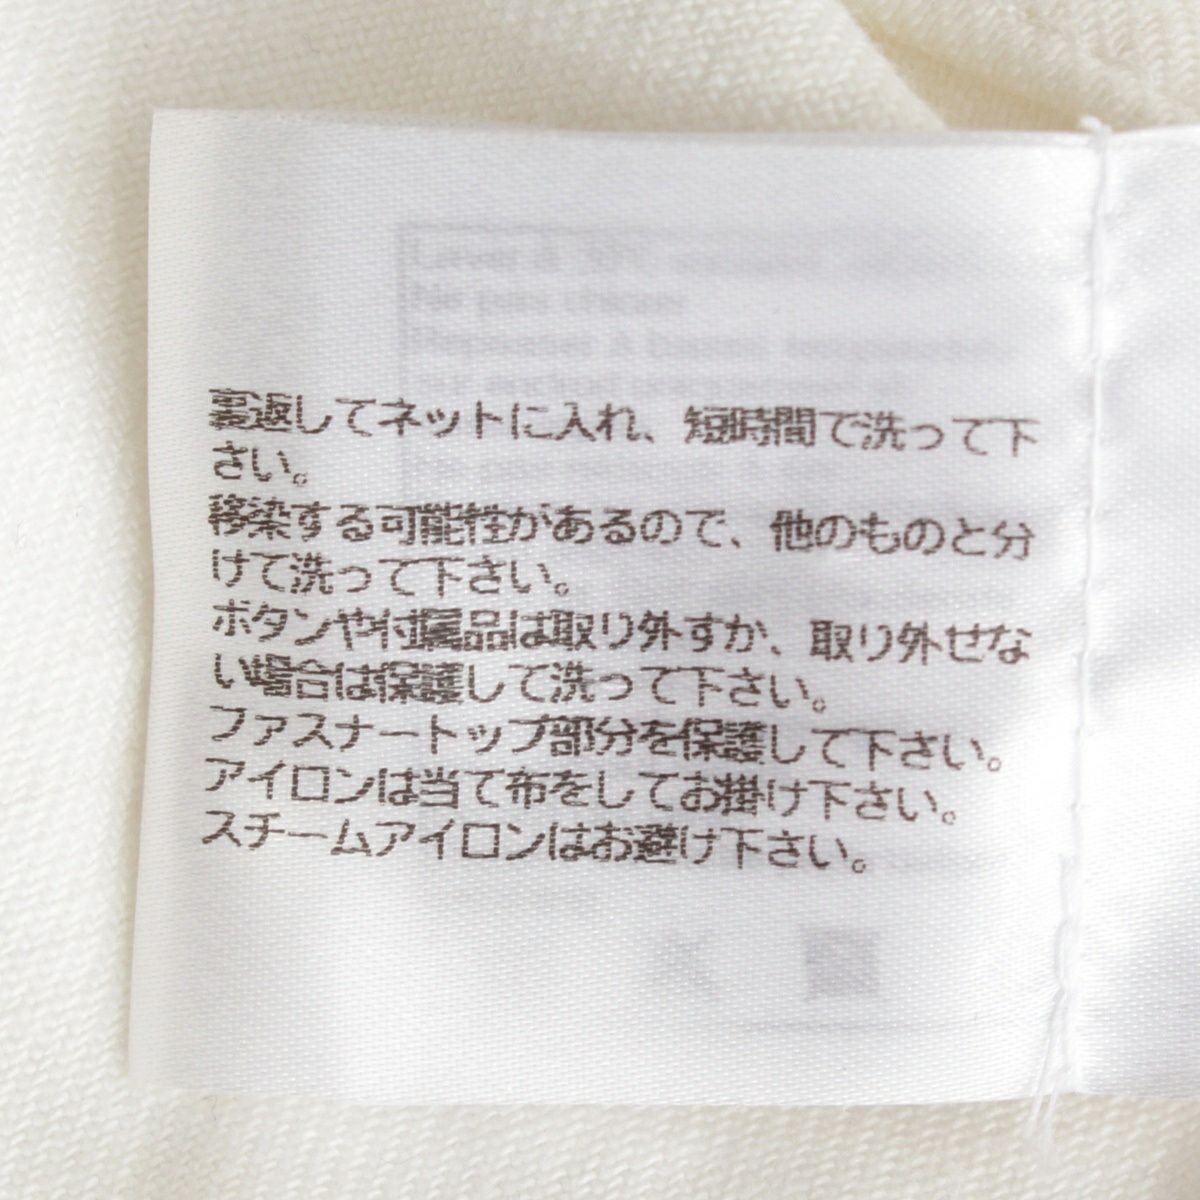 裏返してネットに入れ、短時間で洗って下
さい。
移染する可能性があるので、他のものと分
けて洗って下さい。
ボタンや付属品は取り外すか、取り外せな
い場合は保護して洗って下さい。
ファスナートップ部分を保護して下さい。
アイロンは当て布をしてお掛け下さい。
スチームアイロンはお避け下さい。